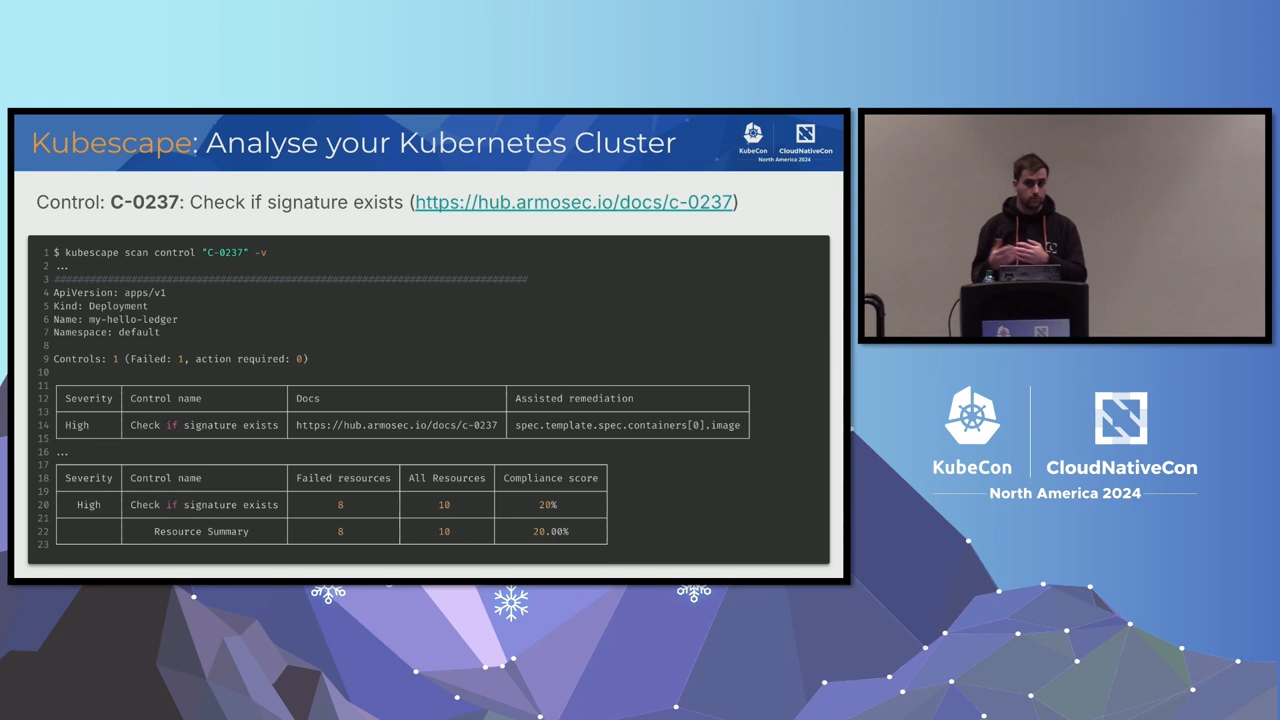 Kubescape: Analyse your Kubernetes Cluster
KubeCon
CloudNativeCon
North America 2024
Control: C-0237: Check if signature exists (https://hub.armosec.io/docs/c-0237)
1 $ kubescape scan control "C-0237" -v
2 …
3 ################################################################################
4 ApiVersion: apps/v1
5 Kind: Deployment
6 Name: my-hello-ledger
7 Namespace: default
8
9 Controls: 1 (Failed: 1, action required: 0)
10
11
12 Severity Control name Docs Assisted remediation
13
14 High Check if signature exists https://hub.armosec.io/docs/c-0237 spec.template.spec.containers[0].image
15
16 …
17
18 Severity Control name Failed resources All Resources Compliance score
19
20 High Check if signature exists 8 10 20%
21
22 Resource Summary 8 10 20.00%
23
KubeCon
CloudNativeCon
North America 2024